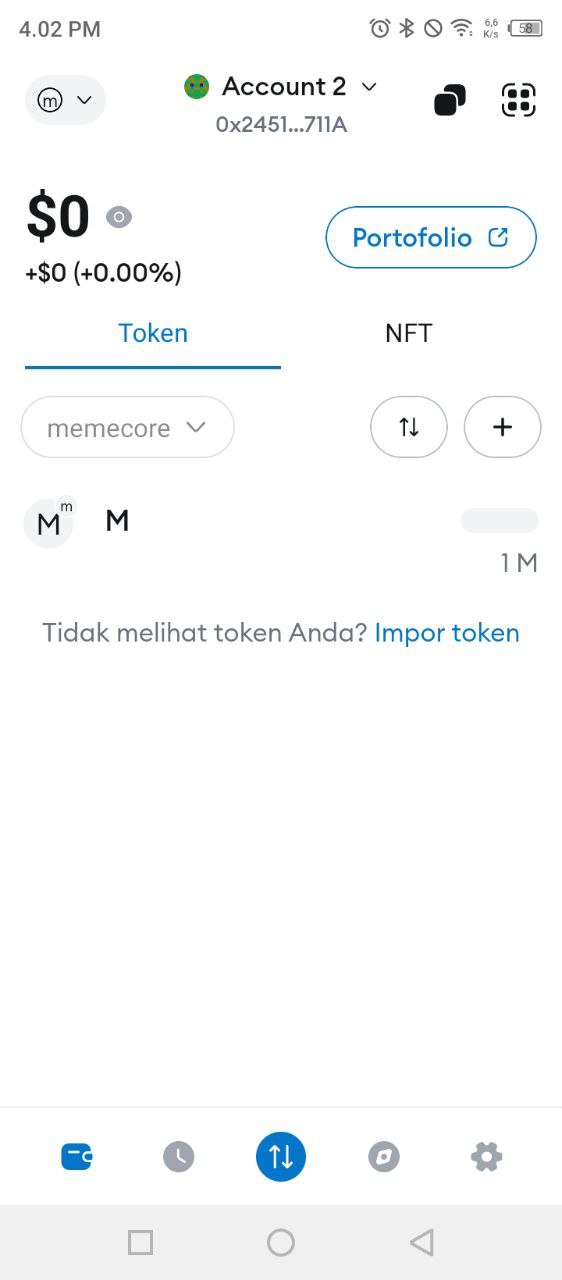 4.02 PM
6,6
K/s
58
m
Account 2
0x2451...711A
$0
+$0 (+0.00%)
Portofolio
Token
NFT
memecore
M
m
M
1 M
Tidak melihat token Anda? Impor token